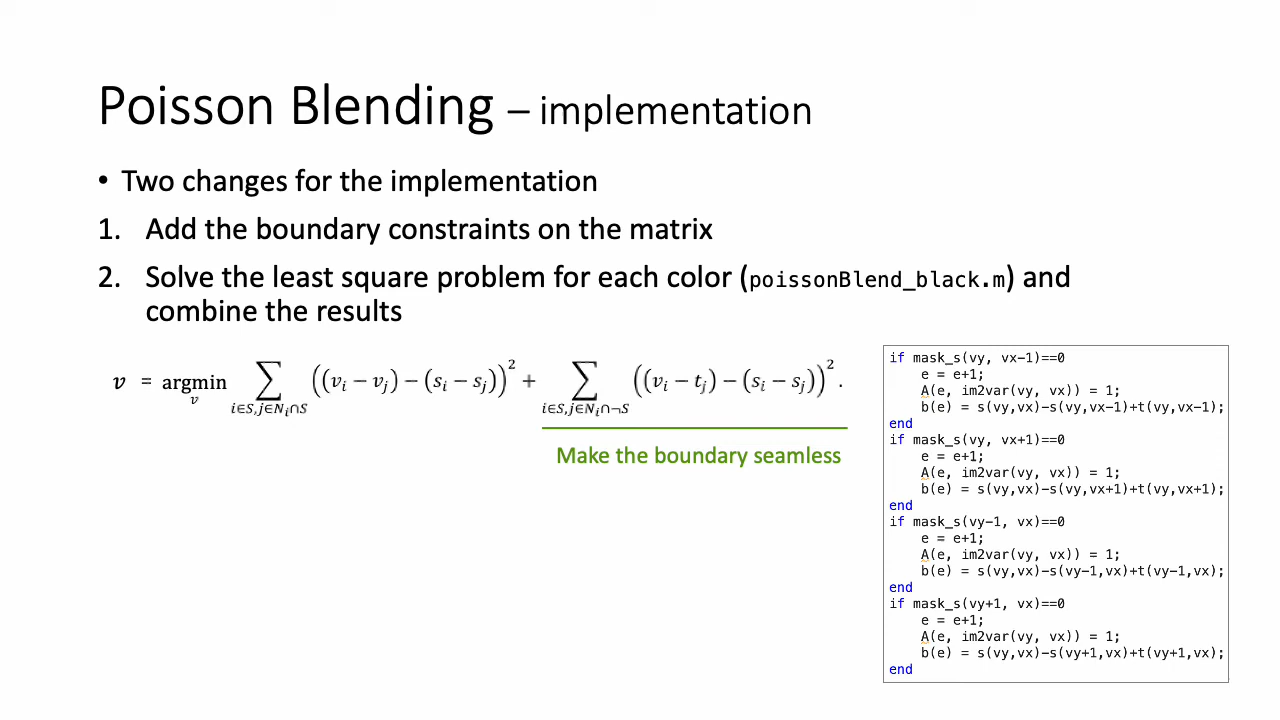 Poisson Blending – implementation
• Two changes for the implementation
1. Add the boundary constraints on the matrix
2. Solve the least square problem for each color (poissonBlend_black.m) and
combine the results
v = argmin_v ∑_{i∈S,j∈N_i∩S} ((v_i − v_j) − (s_i − s_j))^2 + ∑_{i∈S,j∈N_i∩¬S} ((v_i − t_j) − (s_i − s_j))^2.
Make the boundary seamless
if mask_s(vy, vx−1)==0
e = e+1;
A(e, im2var(vy, vx)) = 1;
b(e) = s(vy,vx)−s(vy,vx−1)+t(vy,vx−1);
end
if mask_s(vy, vx+1)==0
e = e+1;
A(e, im2var(vy, vx)) = 1;
b(e) = s(vy,vx)−s(vy,vx+1)+t(vy,vx+1);
end
if mask_s(vy−1, vx)==0
e = e+1;
A(e, im2var(vy, vx)) = 1;
b(e) = s(vy,vx)−s(vy−1,vx)+t(vy−1,vx);
end
if mask_s(vy+1, vx)==0
e = e+1;
A(e, im2var(vy, vx)) = 1;
b(e) = s(vy,vx)−s(vy+1,vx)+t(vy+1,vx);
end